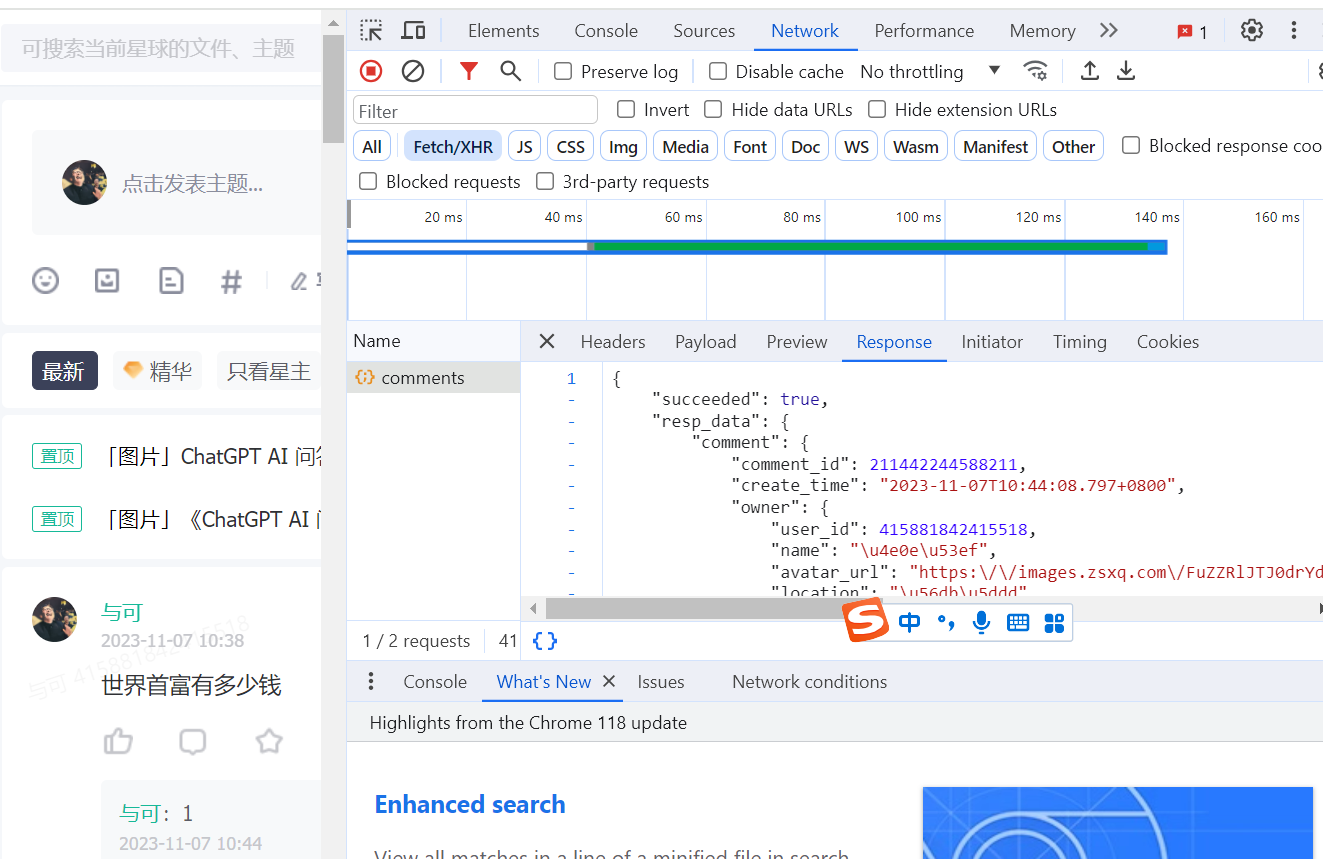 可搜索当前星球的文件、主题
点击发表主题...
最新
精华
只看星主
置顶
「图片」ChatGPT AI 问
置顶
「图片」《ChatGPT AI 问
与可
2023-11-07 10:38
与可 415881842415518
世界首富有多少钱
与可：1
2023-11-07 10:44
Elements
Console
Sources
Network
Performance
Memory
1
Preserve log
Disable cache
No throttling
Filter
Invert
Hide data URLs
Hide extension URLs
All
Fetch/XHR
JS
CSS
Img
Media
Font
Doc
WS
Wasm
Manifest
Other
Blocked response coo
Blocked requests
3rd-party requests
20 ms
40 ms
60 ms
80 ms
100 ms
120 ms
140 ms
160 ms
Name
comments
Headers
Payload
Preview
Response
Initiator
Timing
Cookies
1
{
"succeeded": true,
"resp_data": {
"comment": {
"comment_id": 211442244588211,
"create_time": "2023-11-07T10:44:08.797+0800",
"owner": {
"user_id": 415881842415518,
"name": "\u4e0e\u53ef",
"avatar_url": "https:\/\/images.zsxq.com\/FuZZRlJTJ0drYd
"location": "\u56db\u5ddd"
S 中
1 / 2 requests
41
{}
Console
What's New
Issues
Network conditions
Highlights from the Chrome 118 update
Enhanced search
View all matches in a line of a minified file in search